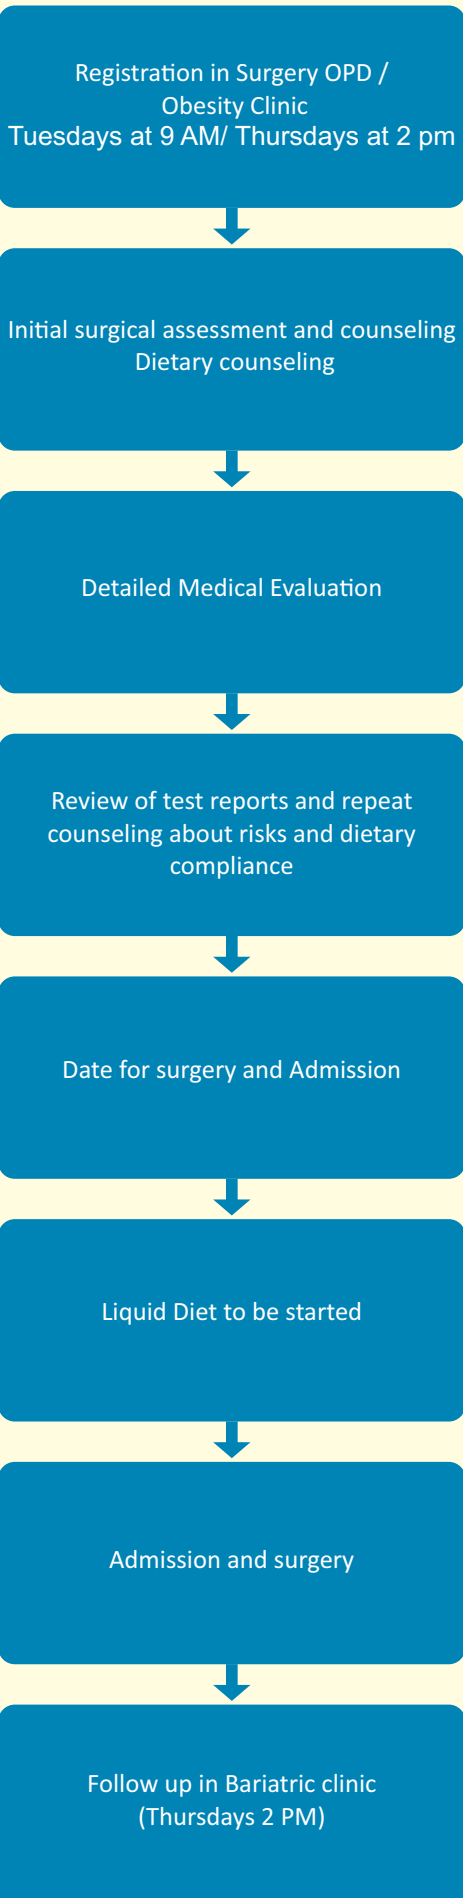 Registration in Surgery OPD /
Obesity Clinic
Tuesdays at 9 AM/ Thursdays at 2 pm
Initial surgical assessment and counseling
Dietary counseling
Detailed Medical Evaluation
Review of test reports and repeat
counseling about risks and dietary
compliance
Date for surgery and Admission
Liquid Diet to be started
Admission and surgery
Follow up in Bariatric clinic
(Thursdays 2 PM)